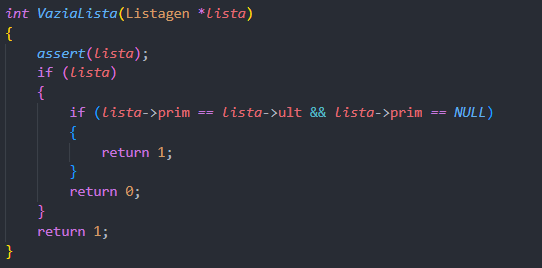 int VaziaLista(Listagen *lista)
{
    assert(lista);
    if (lista)
    {
        if (lista->prim == lista->ult && lista->prim == NULL)
        {
            return 1;
        }
        return 0;
    }
    return 1;
}